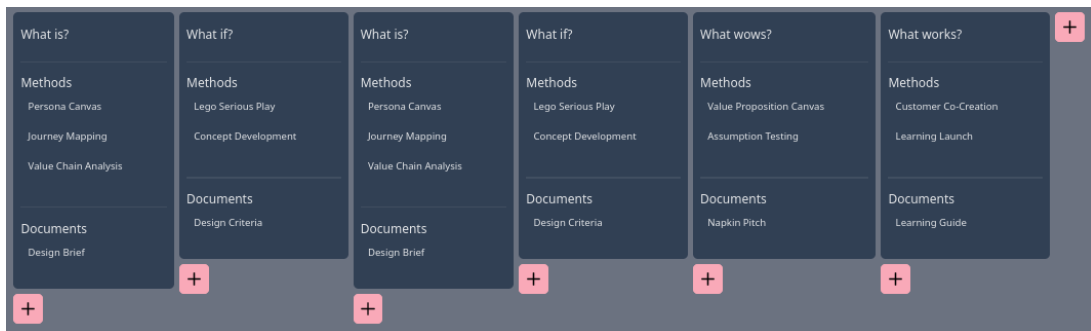 What is?
Methods
Persona Canvas
Journey Mapping
Value Chain Analysis
Documents
Design Brief
What if?
Methods
Lego Serious Play
Concept Development
Documents
Design Criteria
What is?
Methods
Persona Canvas
Journey Mapping
Value Chain Analysis
Documents
Design Brief
What if?
Methods
Lego Serious Play
Concept Development
Documents
Design Criteria
What wows?
Methods
Value Proposition Canvas
Assumption Testing
Documents
Napkin Pitch
What works?
Methods
Customer Co-Creation
Learning Launch
Documents
Learning Guide